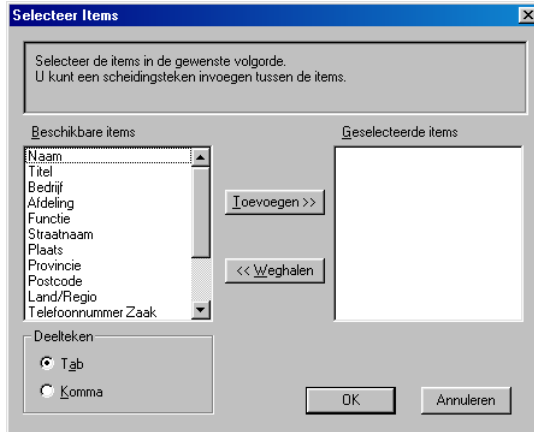 Selecteer Items
Selecteer de items in de gewenste volgorde.
U kunt een scheidingsteken invoegen tussen de items.
Beschikbare items
Naam
Titel
Bedrijf
Afdeling
Functie
Straatnaam
Plaats
Provincie
Postcode
Land/Regio
Telefoonnummer Zaak
Toevoegen >>
<< Weghalen
Geselecteerde items
Deelteken
Tab
Komma
OK
Annuleren